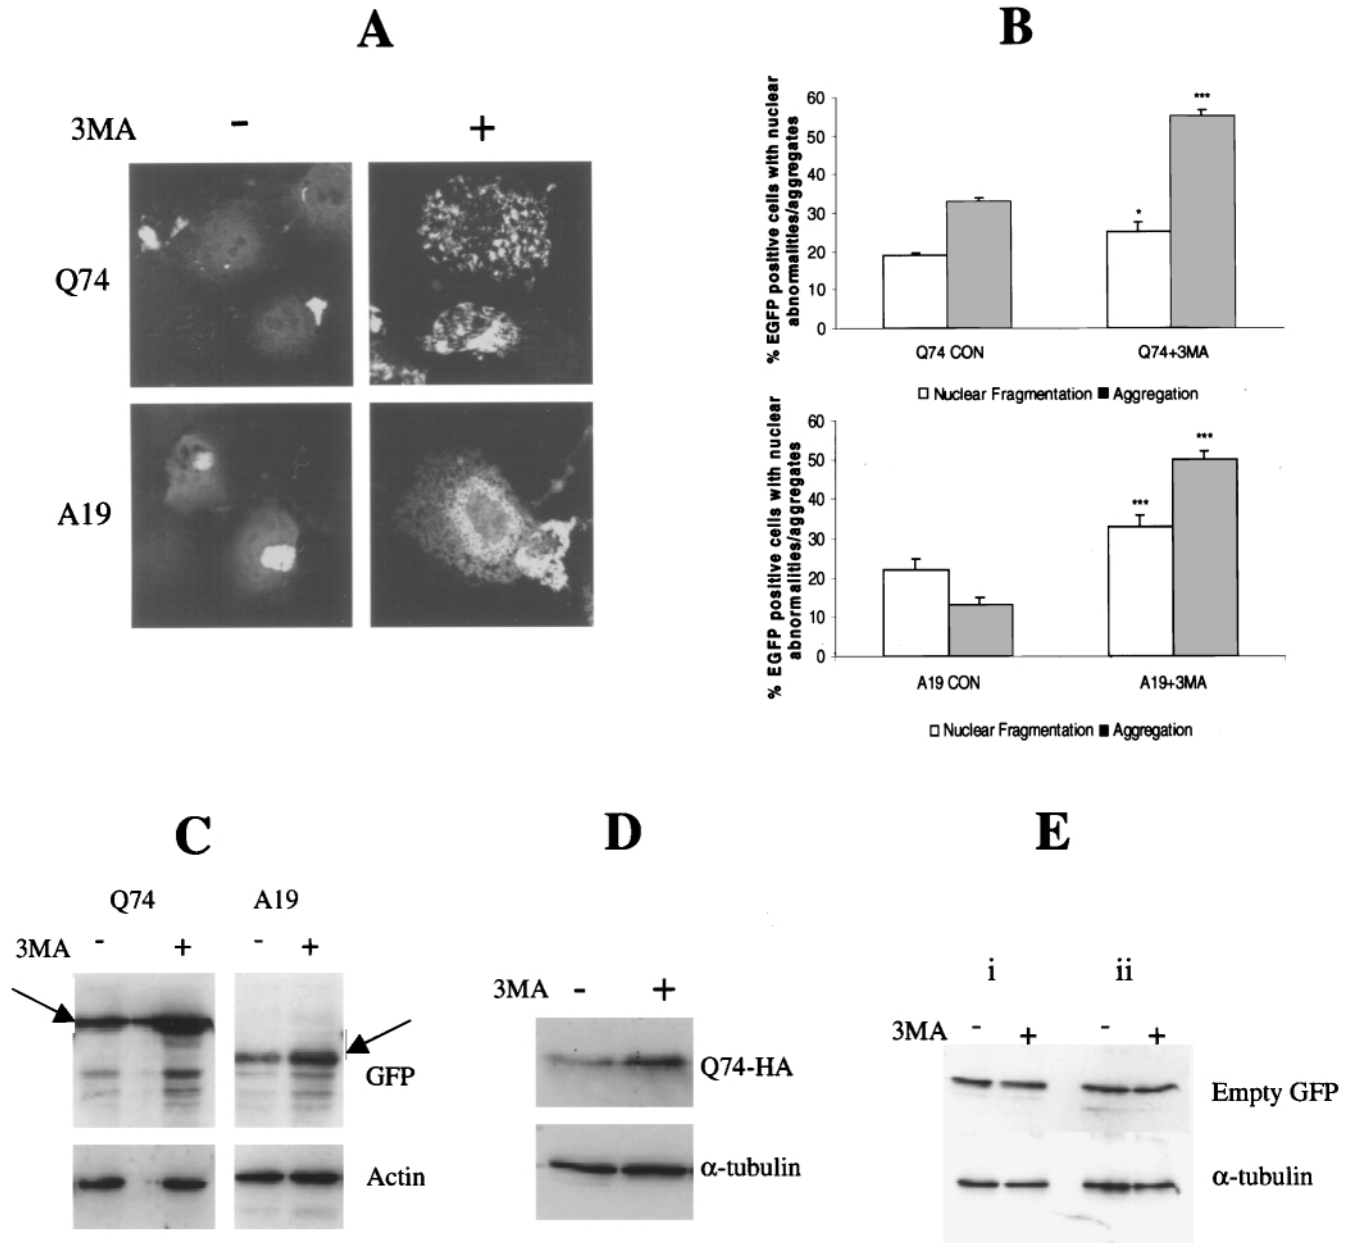 A
3MA - +
Q74
A19
B
% EGFP positive cells with nuclear
abnormalities/aggregates
60
50
40
30
20
10
0
*
***
Q74 CON
Q74+3MA
Nuclear Fragmentation Aggregation
% EGFP positive cells with nuclear
abnormalities/aggregates
60
50
40
30
20
10
0
***
***
A19 CON
A19+3MA
Nuclear Fragmentation Aggregation
C
Q74 A19
3MA - + - +
GFP
Actin
D
3MA - +
Q74-HA
α-tubulin
E
i ii
3MA - + - +
Empty GFP
α-tubulin